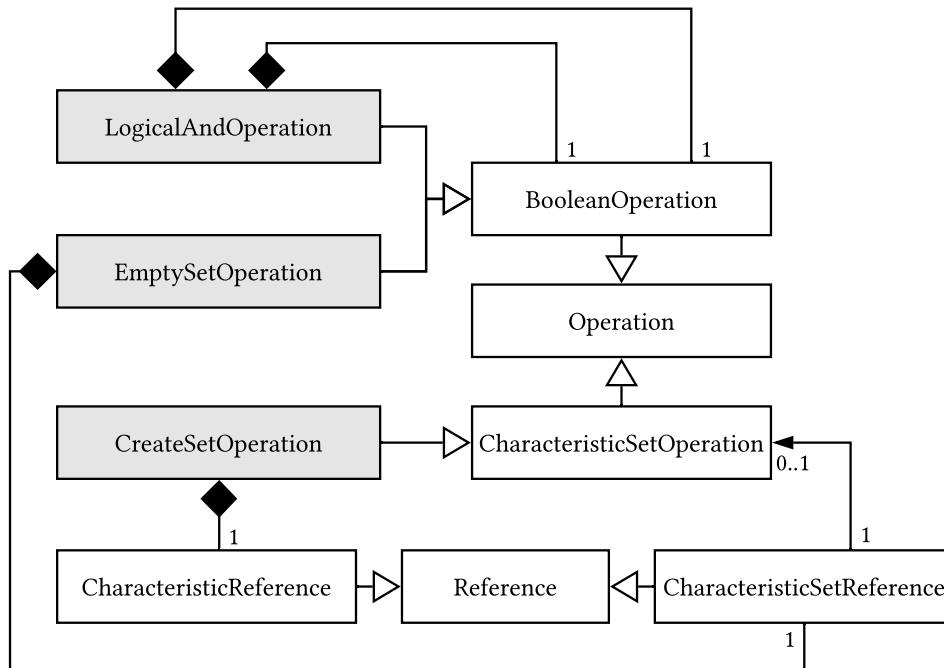 LogicalAndOperation
1
1
BooleanOperation
EmptySetOperation
Operation
CreateSetOperation
CharacteristicSetOperation
0..1
1
1
CharacteristicReference
Reference
CharacteristicSetReference
1